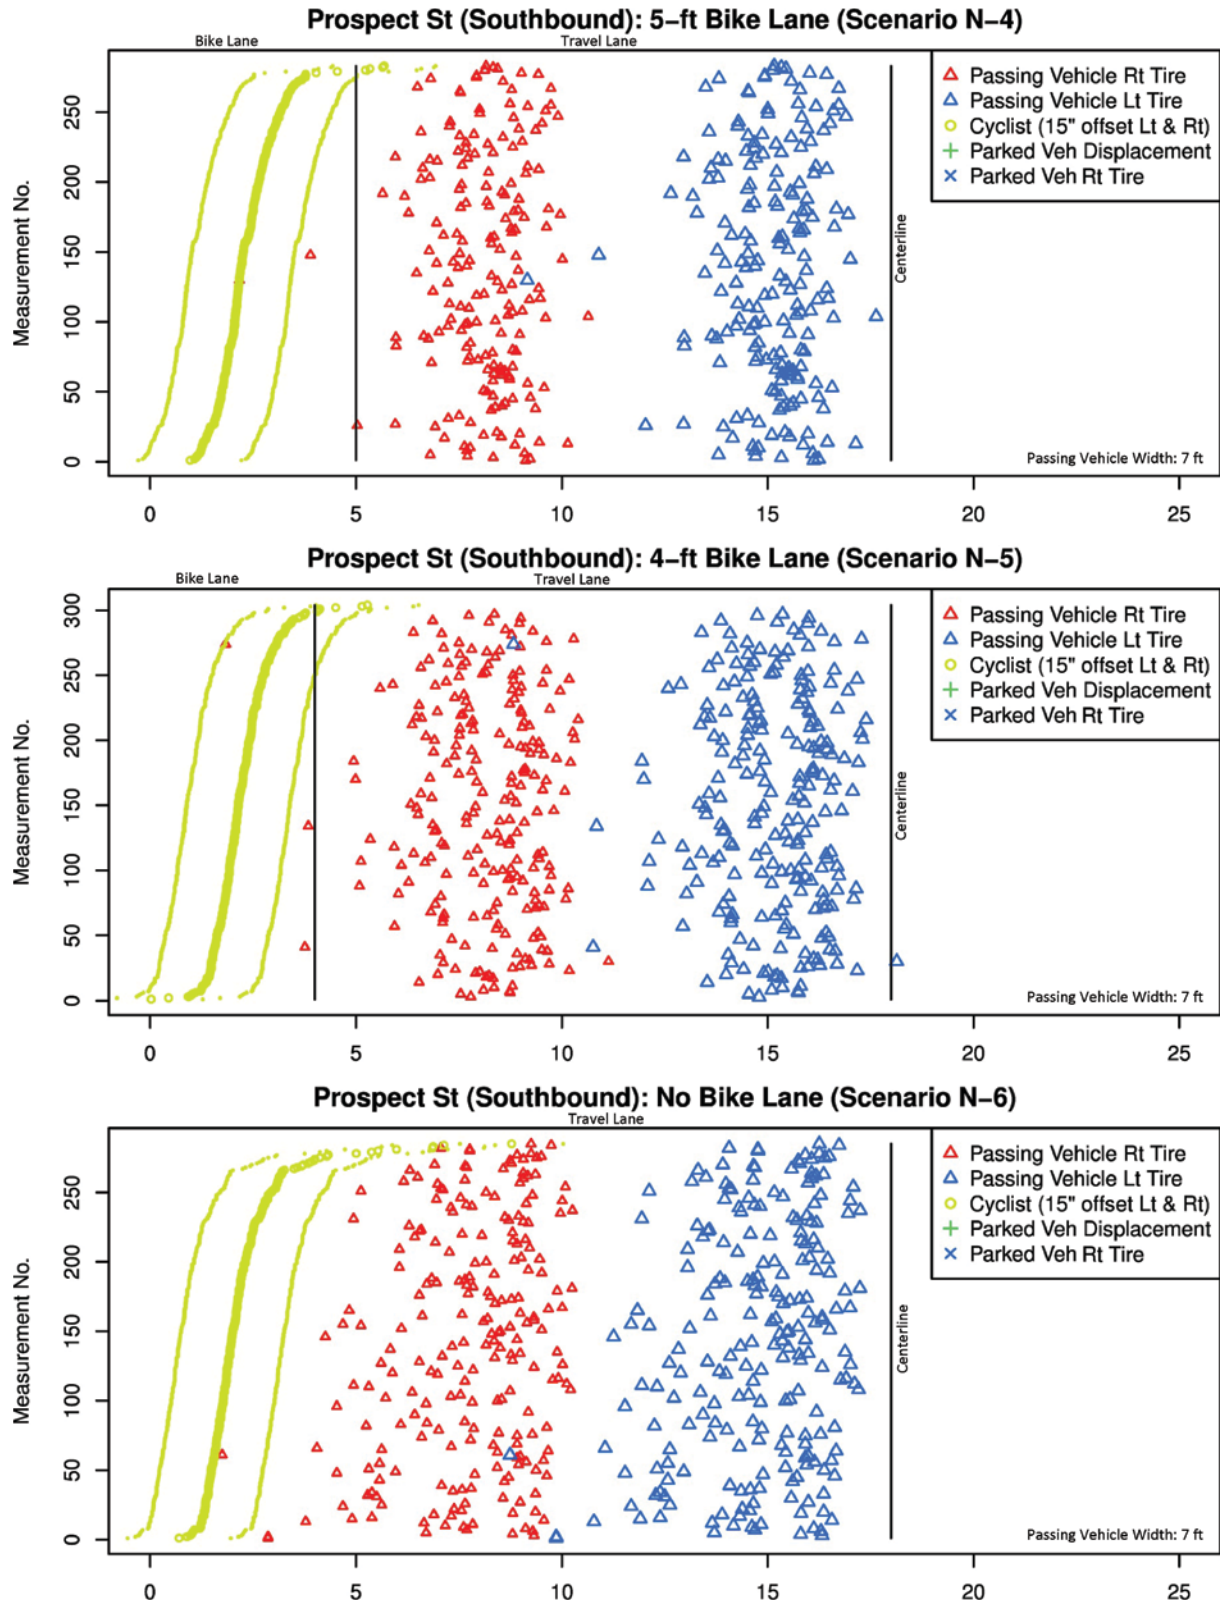 Prospect St (Southbound): 5−ft Bike Lane (Scenario N−4)
Bike Lane
Travel Lane
Passing Vehicle Rt Tire
Passing Vehicle Lt Tire
Cyclist (15" offset Lt & Rt)
Parked Veh Displacement
Parked Veh Rt Tire
Measurement No.
250
200
150
100
50
0
Centerline
Passing Vehicle Width: 7 ft
0 5 10 15 20 25
Prospect St (Southbound): 4−ft Bike Lane (Scenario N−5)
Bike Lane
Travel Lane
Passing Vehicle Rt Tire
Passing Vehicle Lt Tire
Cyclist (15" offset Lt & Rt)
Parked Veh Displacement
Parked Veh Rt Tire
Measurement No.
300
250
200
150
100
50
0
Centerline
Passing Vehicle Width: 7 ft
0 5 10 15 20 25
Prospect St (Southbound): No Bike Lane (Scenario N−6)
Travel Lane
Passing Vehicle Rt Tire
Passing Vehicle Lt Tire
Cyclist (15" offset Lt & Rt)
Parked Veh Displacement
Parked Veh Rt Tire
Measurement No.
250
200
150
100
50
0
Centerline
Passing Vehicle Width: 7 ft
0 5 10 15 20 25